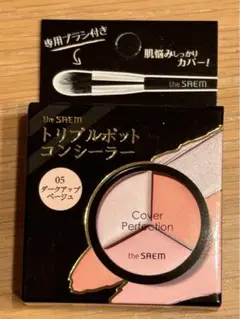 専用ブラシ付き
肌悩みしっかり
カバー!
the SAEM
the SAEM
トリプルポット
コンシーラー
05
ダークアップ
ベージュ
Cover
Perfection
the SAEM